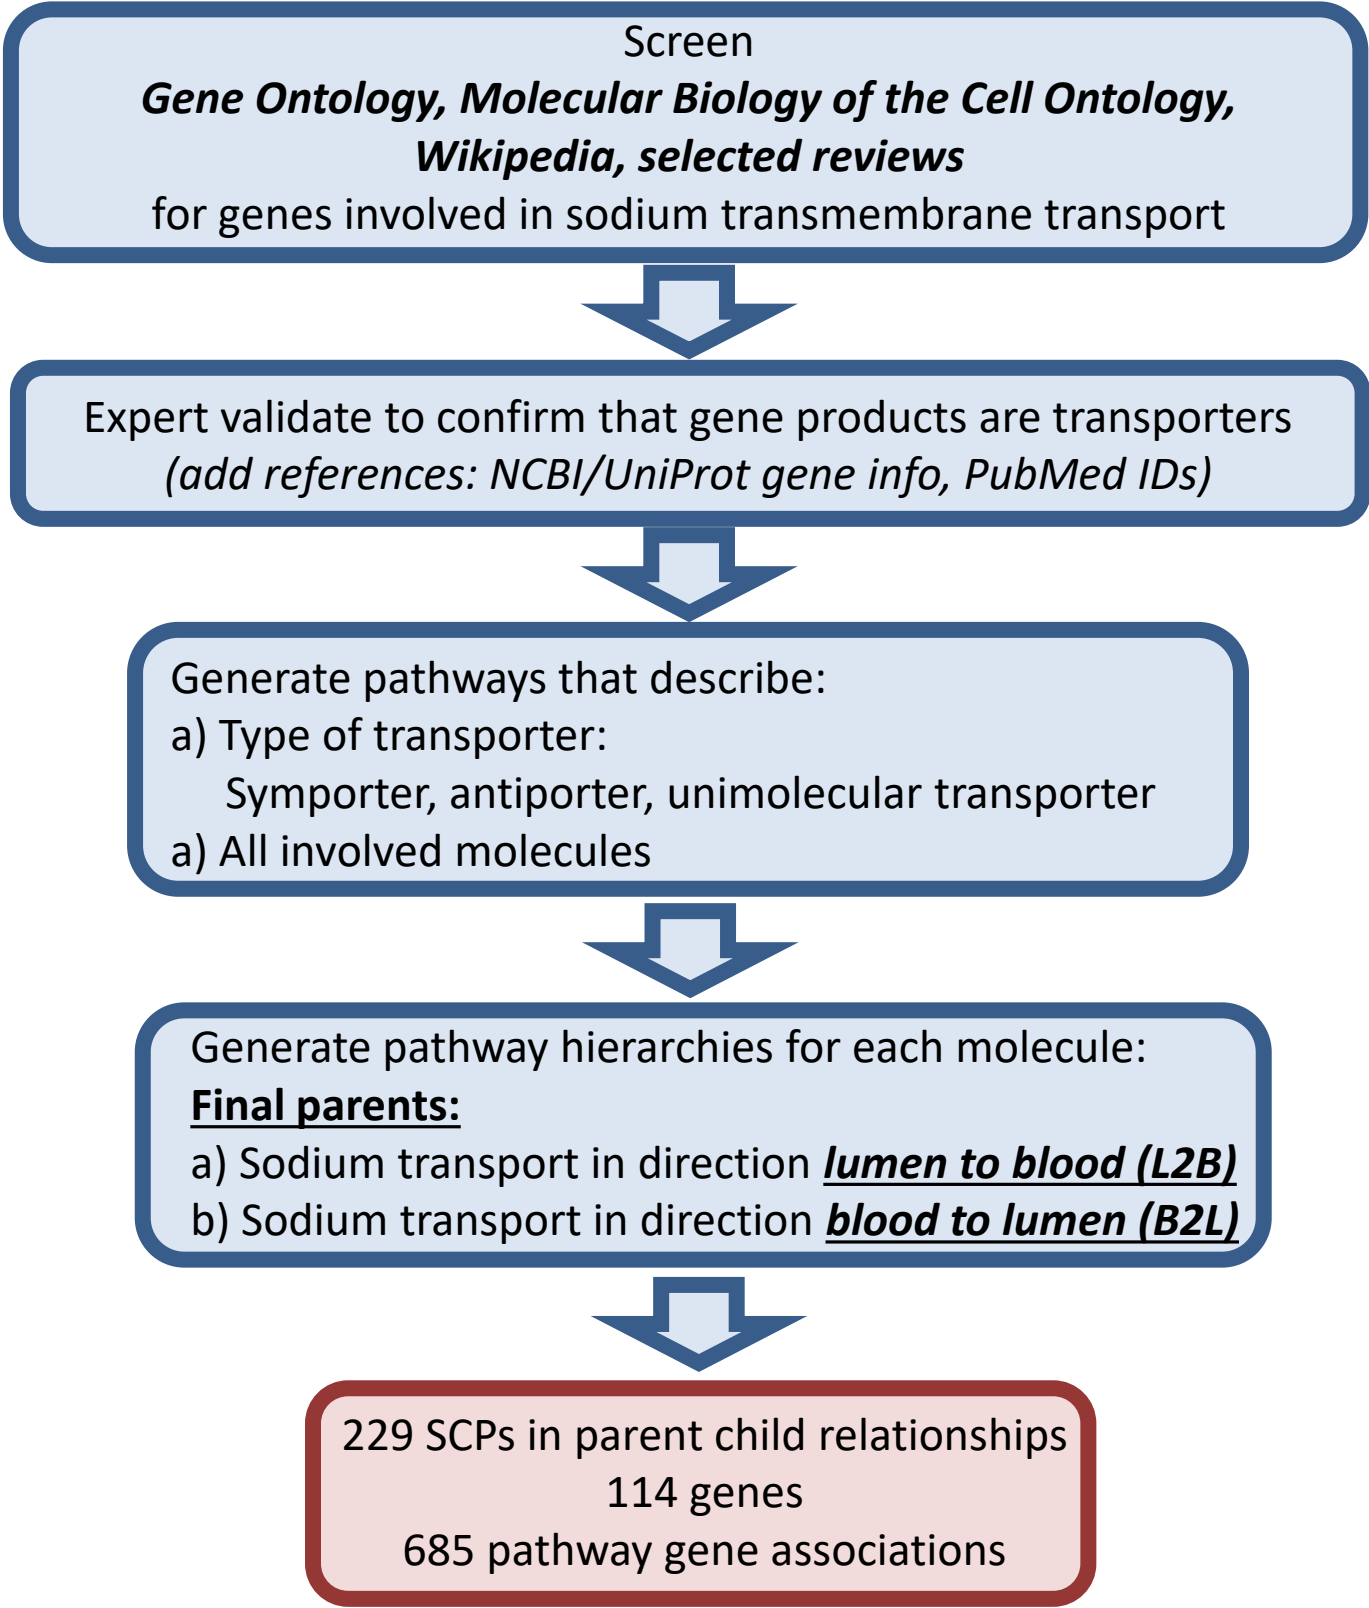 Screen
Gene Ontology, Molecular Biology of the Cell Ontology,
Wikipedia, selected reviews
for genes involved in sodium transmembrane transport
Expert validate to confirm that gene products are transporters
(add references: NCBI/UniProt gene info, PubMed IDs)
Generate pathways that describe:
a) Type of transporter:
Symporter, antiporter, unimolecular transporter
a) All involved molecules
Generate pathway hierarchies for each molecule:
Final parents:
a) Sodium transport in direction lumen to blood (L2B)
b) Sodium transport in direction blood to lumen (B2L)
229 SCPs in parent child relationships
114 genes
685 pathway gene associations